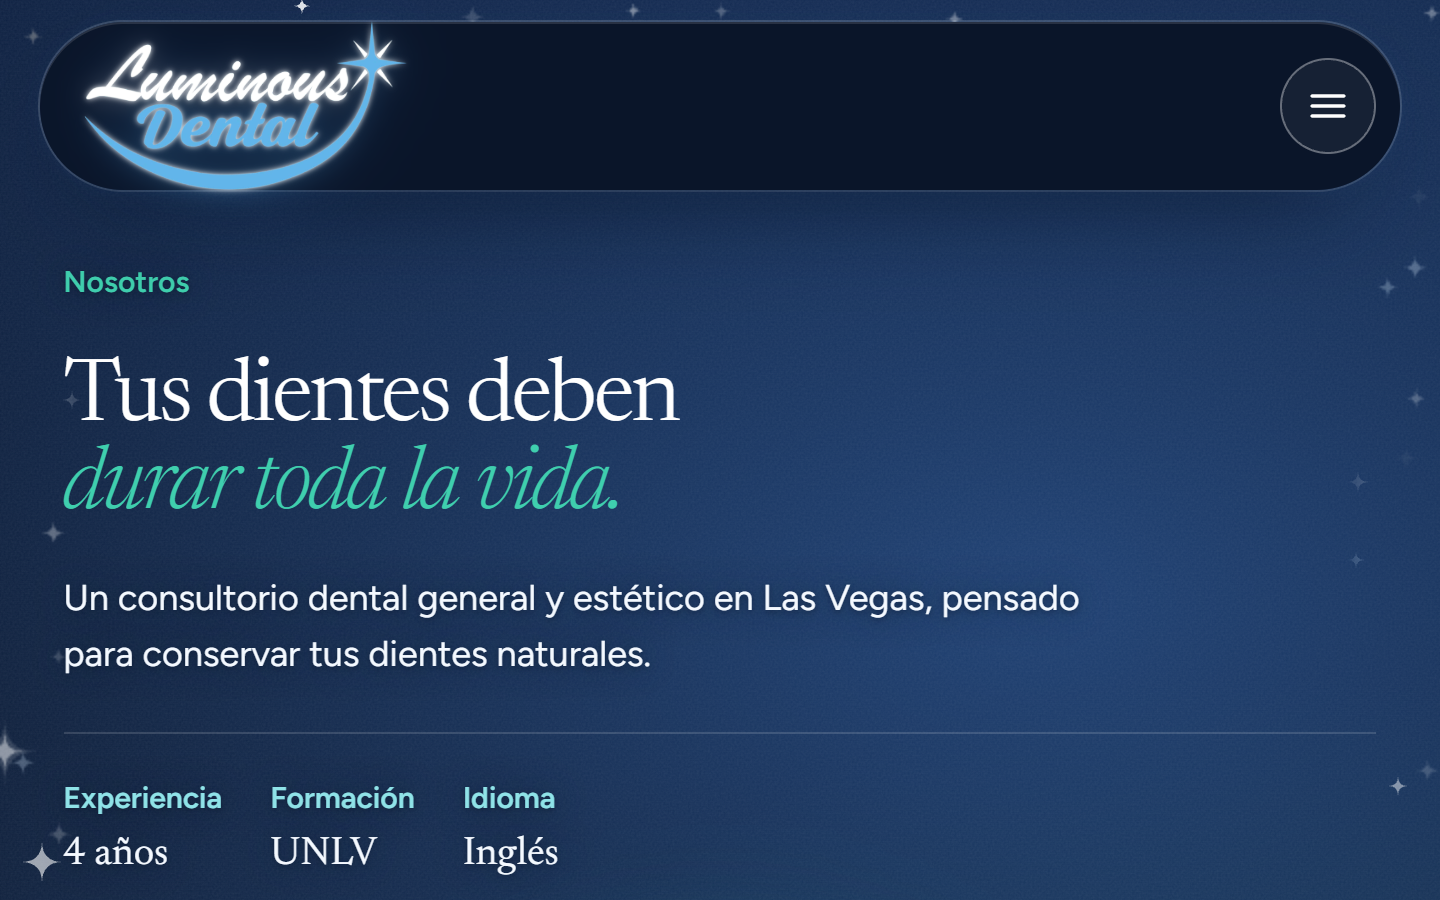 Luminous
Dental
Nosotros
Tus dientes deben
durar toda la vida.
Un consultorio dental general y estético en Las Vegas, pensado
para conservar tus dientes naturales.
Experiencia Formación Idioma
4 años UNLV Inglés